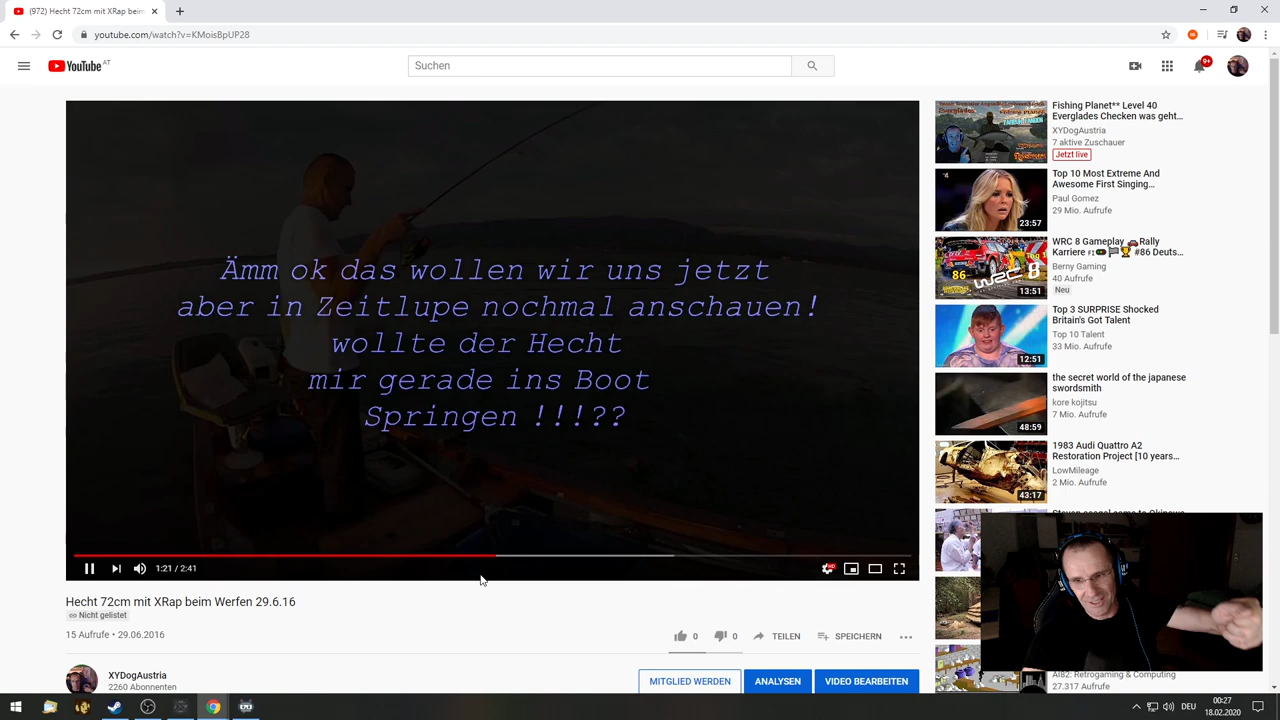 (972) Hecht 72cm mit XRap beim
youtube.com/watch?v=KMoisBpUP28
YouTube AT
Suchen
9+
Ämm ok das wollen wir uns jetzt
aber in Zeitlupe nochmal anschauen!
wollte der Hecht
mir gerade ins Boot
Springen !!!??
1:21 / 2:41
Hecht 72cm mit XRap beim Werfen 29.6.16
Nicht gelistet
15 Aufrufe • 29.06.2016
0
0
TEILEN
SPEICHERN
XYDogAustria
2260 Abonnenten
MITGLIED WERDEN
ANALYSEN
VIDEO BEARBEITEN
Everglades
Fishing Planet** Level 40
Everglades Checken was geht...
XYDogAustria
7 aktive Zuschauer
Jetzt live
23:57
Top 10 Most Extreme And
Awesome First Singing...
Paul Gomez
29 Mio. Aufrufe
86
WRC 8
13:51
WRC 8 Gameplay Rally
Karriere #86 Deuts...
Berny Gaming
40 Aufrufe
Neu
12:51
Top 3 SURPRISE Shocked
Britain's Got Talent
Top 10 Talent
33 Mio. Aufrufe
48:59
the secret world of the japanese
swordsmith
kore kojitsu
7 Mio. Aufrufe
43:17
1983 Audi Quattro A2
Restoration Project [10 years...
LowMileage
2 Mio. Aufrufe
AI82: Retrogaming & Computing
27.317 Aufrufe
DEU
00:27
18.02.2020